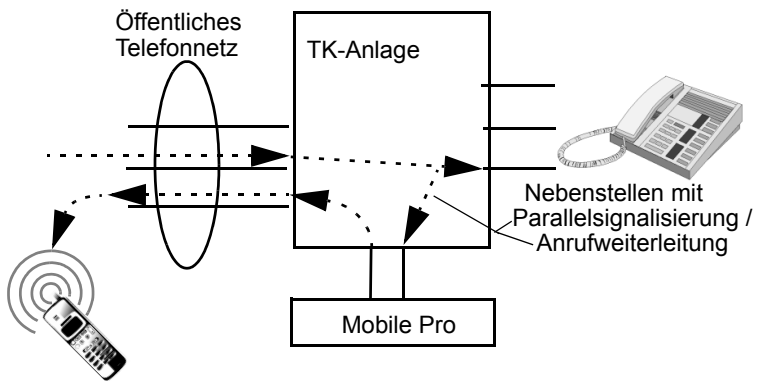 Öffentliches
Telefonnetz
TK-Anlage
Nebenstellen mit
Parallelsignalisierung /
Anrufweiterleitung
Mobile Pro